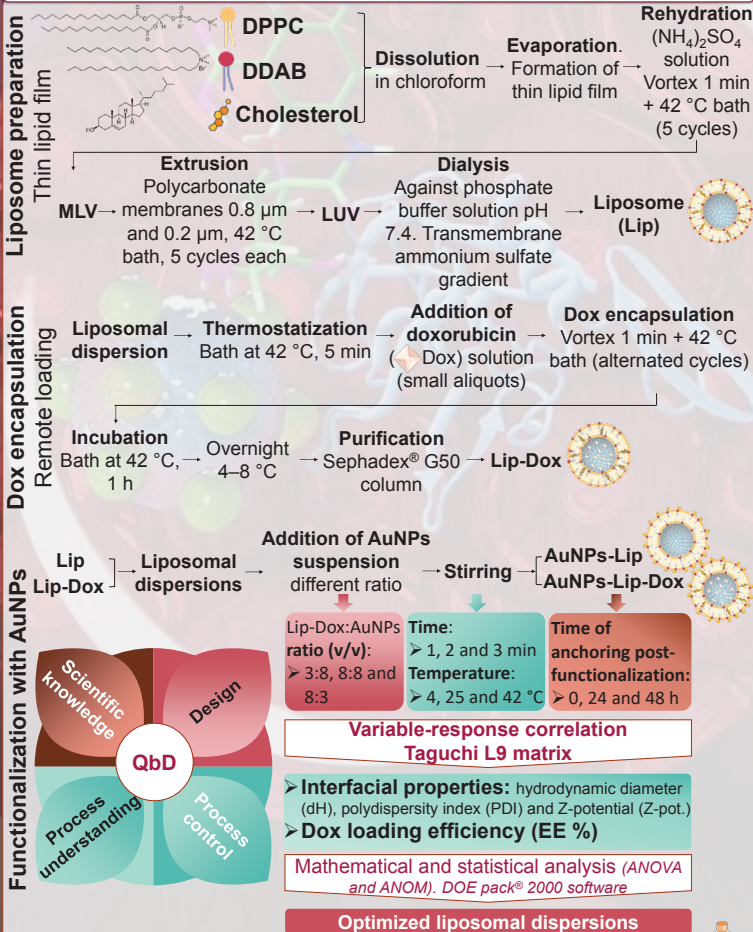 Liposome preparation
Thin lipid film
DPPC
DDAB
Cholesterol
Dissolution
in chloroform
Evaporation.
Formation of
thin lipid film
Rehydration
(NH4)2SO4
solution
Vortex 1 min
+ 42 °C bath
(5 cycles)
MLV
Extrusion
Polycarbonate
membranes 0.8 µm
and 0.2 µm, 42 °C
bath, 5 cycles each
LUV
Dialysis
Against phosphate
buffer solution pH
7.4. Transmembrane
ammonium sulfate
gradient
Liposome
(Lip)
Dox encapsulation
Remote loading
Liposomal
dispersion
Thermostatization
Bath at 42 °C, 5 min
Addition of
doxorubicin
(Dox) solution
(small aliquots)
Dox encapsulation
Vortex 1 min + 42 °C
bath (alternated cycles)
Incubation
Bath at 42 °C,
1 h
Overnight
4–8 °C
Purification
Sephadex® G50
column
Lip-Dox
Functionalization with AuNPs
Lip
Lip-Dox
Liposomal
dispersions
Addition of AuNPs
suspension
different ratio
Stirring
AuNPs-Lip
AuNPs-Lip-Dox
Lip-Dox:AuNPs
ratio (v/v):
➢ 3:8, 8:8 and
8:3
Time:
➢ 1, 2 and 3 min
Temperature:
➢ 4, 25 and 42 °C
Time of
anchoring post-
functionalization:
➢ 0, 24 and 48 h
Scientific
knowledge
Design
QbD
Process
understanding
Process
control
Variable-response correlation
Taguchi L9 matrix
➢ Interfacial properties: hydrodynamic diameter
(dH), polydispersity index (PDI) and Z-potential (Z-pot.)
➢ Dox loading efficiency (EE %)
Mathematical and statistical analysis (ANOVA
and ANOM). DOE pack® 2000 software
Optimized liposomal dispersions